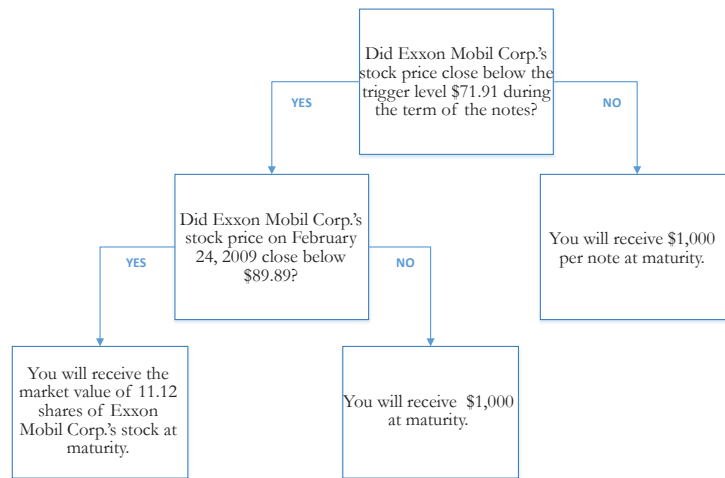 Did Exxon Mobil Corp.'s
stock price close below the
trigger level $71.91 during
the term of the notes?
YES
NO
Did Exxon Mobil Corp.'s
stock price on February
24, 2009 close below
$89.89?
You will receive $1,000
per note at maturity.
YES
NO
You will receive the
market value of 11.12
shares of Exxon
Mobil Corp.'s stock at
maturity.
You will receive $1,000
at maturity.